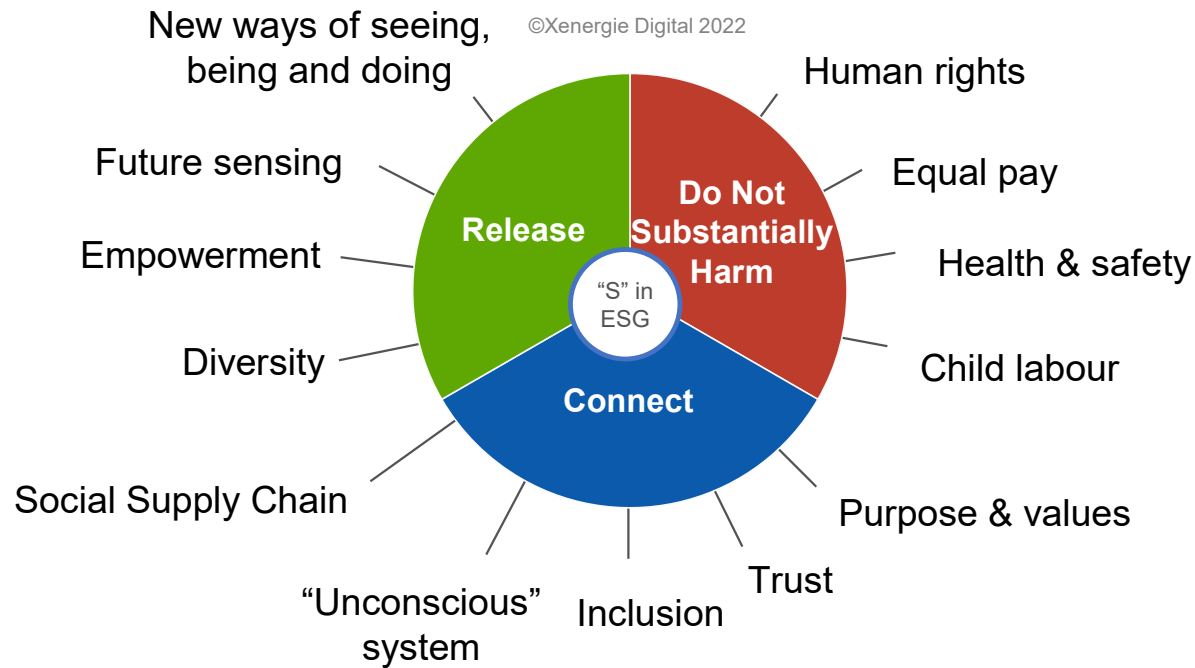 New ways of seeing,
being and doing
©Xenergie Digital 2022
Human rights
Future sensing
Equal pay
Release
Do Not
Substantially
Harm
Empowerment
Health & safety
“S” in
ESG
Diversity
Child labour
Connect
Social Supply Chain
Purpose & values
“Unconscious”
system
Inclusion
Trust